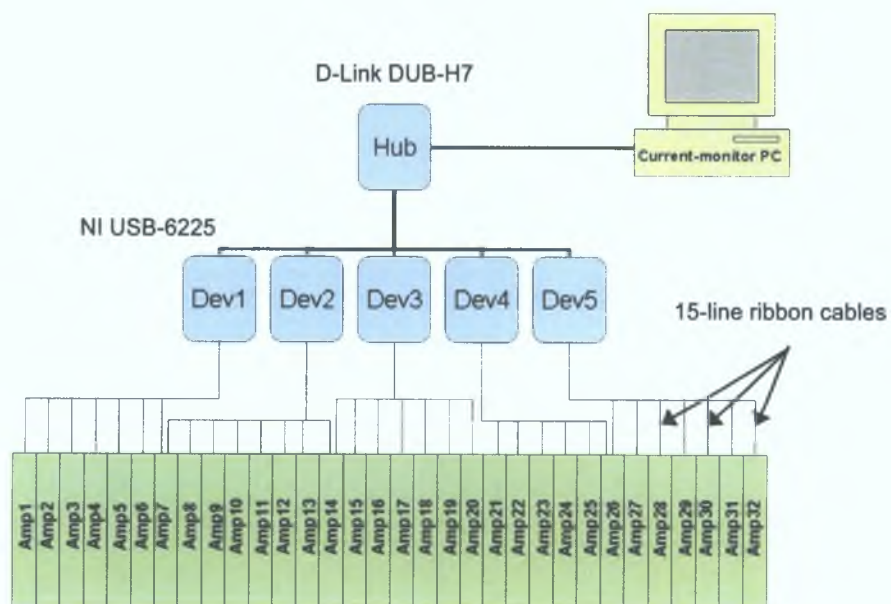 D-Link DUB-H7
Hub
Current-monitor PC
NI USB-6225
Dev1
Dev2
Dev3
Dev4
Dev5
15-line ribbon cables
Amp1
Amp2
Amp3
Amp4
Amp5
Amp6
Amp7
Amp8
Amp9
Amp10
Amp11
Amp12
Amp13
Amp14
Amp15
Amp16
Amp17
Amp18
Amp19
Amp20
Amp21
Amp22
Amp23
Amp24
Amp25
Amp26
Amp27
Amp28
Amp29
Amp30
Amp31
Amp32